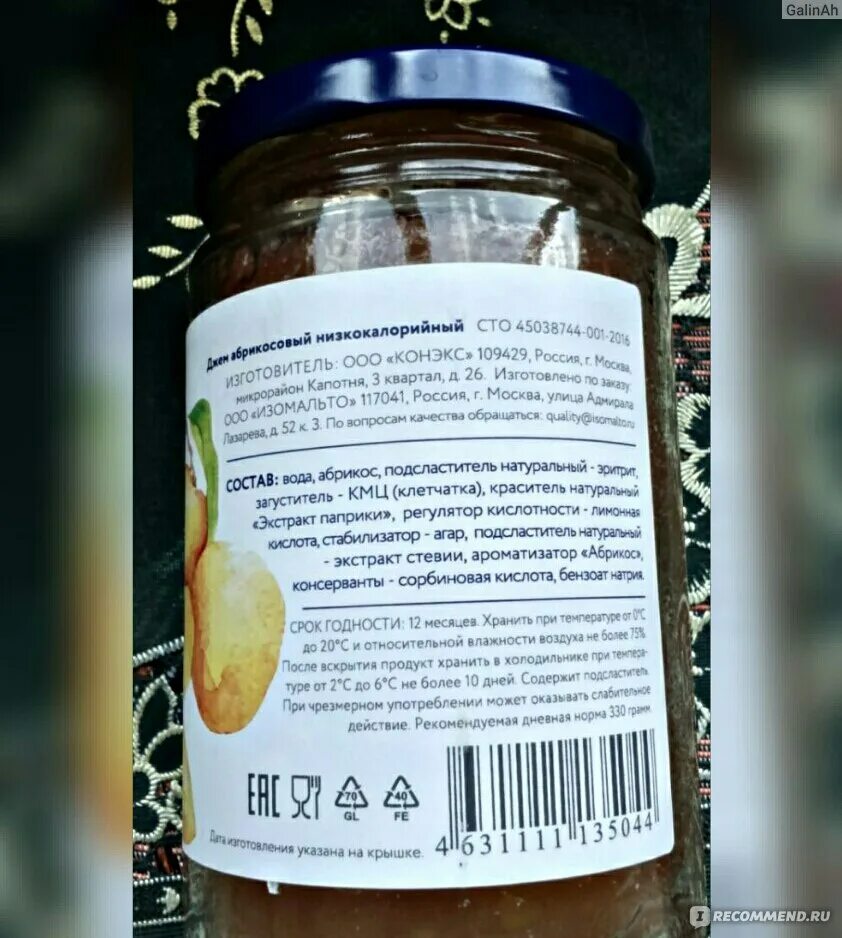 GalinAh
Джем абрикосовый низкокалорийный СТО 45038744-001-2016
ИЗГОТОВИТЕЛЬ: ООО «КОНЭКС» 109429, Россия, г. Москва,
микрорайон Капотня, 3 квартал, д. 26. Изготовлено по заказу
ООО «ИЗОМАЛЬТО» 117041, Россия, г. Москва, улица Адмирала
Лазарева, д. 52 к. 3. По вопросам качества обращаться: quality@isomalto.ru
СОСТАВ: вода, абрикос, подсластитель натуральный - эритрит,
загуститель - КМЦ (клетчатка), краситель натуральный
«Экстракт паприки», регулятор кислотности - лимонная
кислота, стабилизатор - агар, подсластитель натуральный
- экстракт стевии, ароматизатор «Абрикос»,
консерванты - сорбиновая кислота, бензоат натрия.
СРОК ГОДНОСТИ: 12 месяцев. Хранить при температуре от 0°С
до 20°С и относительной влажности воздуха не более 75%
После вскрытия продукт хранить в холодильнике при темпера-
туре от 2°С до 6°С не более 10 дней. Содержит подсластитель.
При чрезмерном употреблении может оказывать слабительное
действие. Рекомендуемая дневная норма 330 грамм.
ЕАС 70 40
GL FE
Дата изготовления указана на крышке.
4 631111 135044
I RECOMMEND.RU